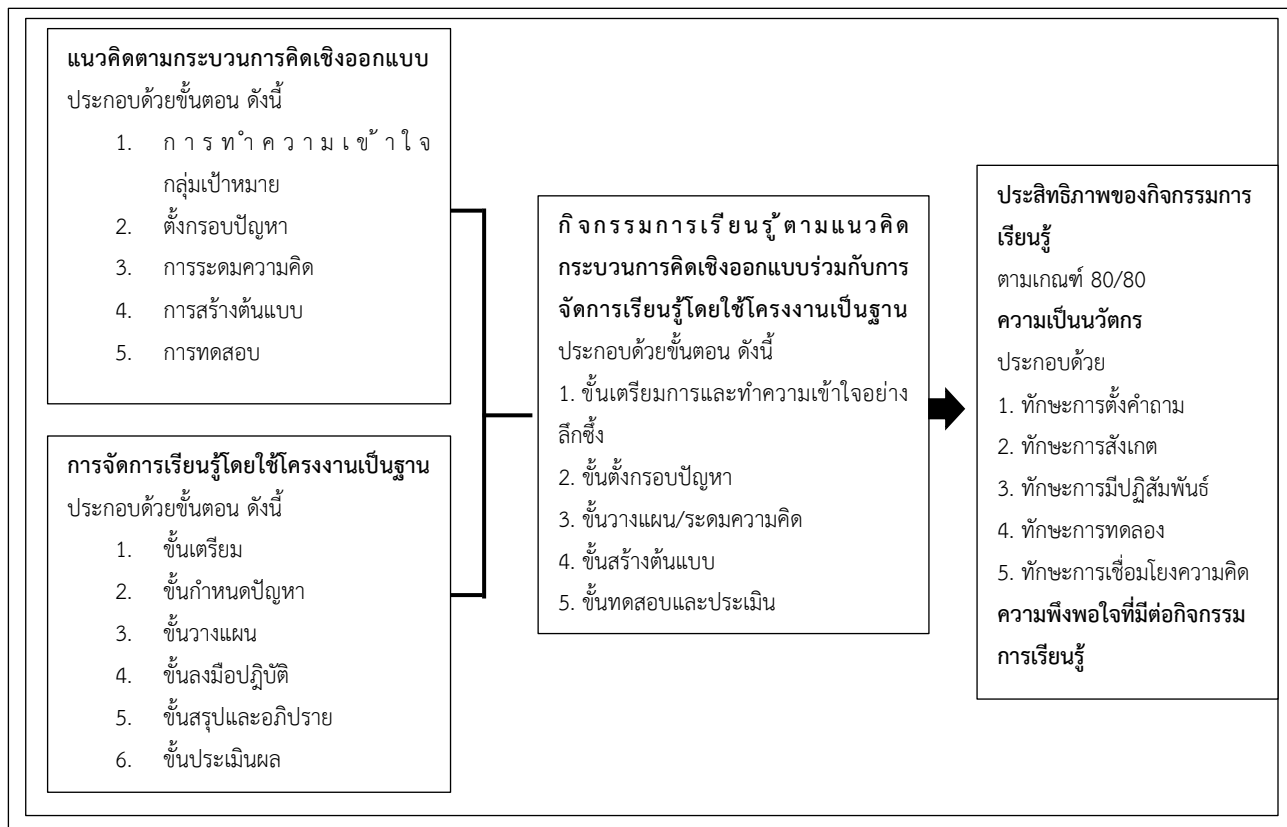 แนวคิดตามกระบวนการคิดเชิงออกแบบ
ประกอบด้วยขั้นตอน ดังนี้
1. การทำความเข้าใจ
กลุ่มเป้าหมาย
2. ตั้งกรอบปัญหา
3. การระดมความคิด
4. การสร้างต้นแบบ
5. การทดสอบ
การจัดการเรียนรู้โดยใช้โครงงานเป็นฐาน
ประกอบด้วยขั้นตอน ดังนี้
1. ขั้นเตรียม
2. ขั้นกำหนดปัญหา
3. ขั้นวางแผน
4. ขั้นลงมือปฏิบัติ
5. ขั้นสรุปและอภิปราย
6. ขั้นประเมินผล
กิจกรรมการเรียนรู้ตามแนวคิด
กระบวนการคิดเชิงออกแบบร่วมกับการ
จัดการเรียนรู้โดยใช้โครงงานเป็นฐาน
ประกอบด้วยขั้นตอน ดังนี้
1. ขั้นเตรียมการและทำความเข้าใจอย่าง
ลึกซึ้ง
2. ขั้นตั้งกรอบปัญหา
3. ขั้นวางแผน/ระดมความคิด
4. ขั้นสร้างต้นแบบ
5. ขั้นทดสอบและประเมิน
ประสิทธิภาพของกิจกรรมการ
เรียนรู้
ตามเกณฑ์ 80/80
ความเป็นนวัตกร
ประกอบด้วย
1. ทักษะการตั้งคำถาม
2. ทักษะการสังเกต
3. ทักษะการมีปฏิสัมพันธ์
4. ทักษะการทดลอง
5. ทักษะการเชื่อมโยงความคิด
ความพึงพอใจที่มีต่อกิจกรรม
การเรียนรู้